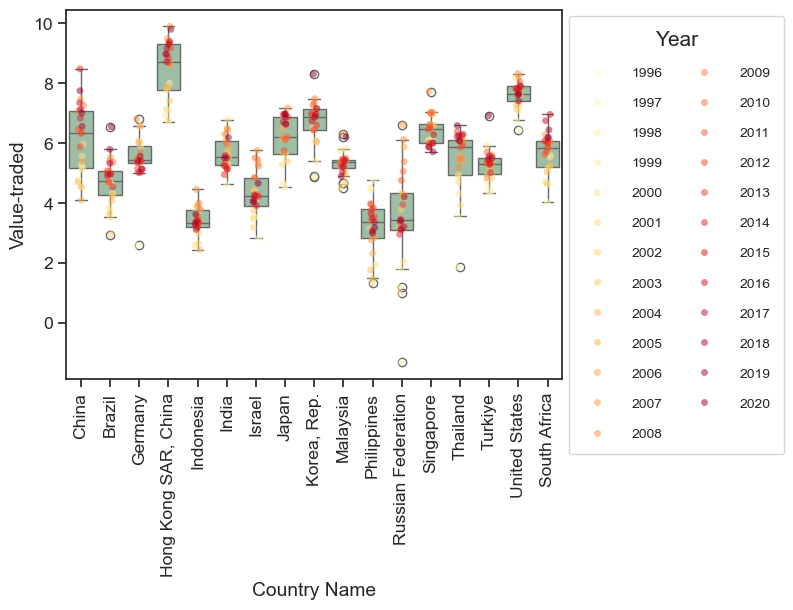 Value-traded
10
8
6
4
2
0
China
Brazil
Germany
Hong Kong SAR, China
Indonesia
India
Israel
Japan
Korea, Rep.
Malaysia
Philippines
Russian Federation
Singapore
Thailand
Turkiye
United States
South Africa
Country Name
Year
1996
1997
1998
1999
2000
2001
2002
2003
2004
2005
2006
2007
2008
2009
2010
2011
2012
2013
2014
2015
2016
2017
2018
2019
2020